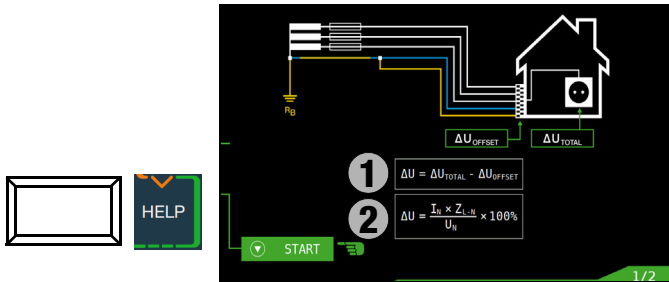 R_B
ΔU_OFFSET
ΔU_TOTAL
1
ΔU = ΔU_TOTAL - ΔU_OFFSET
2
ΔU = (I_N × Z_L-N) / U_N × 100%
HELP
START
1/2